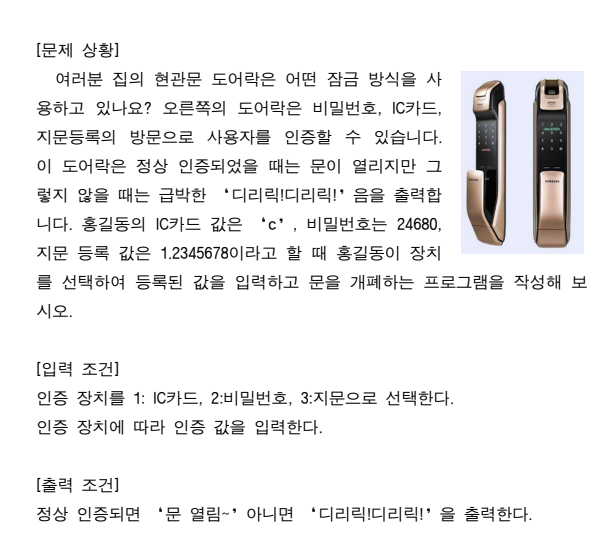 [문제 상황]
여러분 집의 현관문 도어락은 어떤 잠금 방식을 사
용하고 있나요? 오른쪽의 도어락은 비밀번호, IC카드,
지문등록의 방문으로 사용자를 인증할 수 있습니다.
이 도어락은 정상 인증되었을 때는 문이 열리지만 그
렇지 않을 때는 급박한 ‘디리릭!디리릭!’음을 출력합
니다. 홍길동의 IC카드 값은 ‘c’, 비밀번호는 24680,
지문 등록 값은 1.2345678이라고 할 때 홍길동이 장치
를 선택하여 등록된 값을 입력하고 문을 개폐하는 프로그램을 작성해 보
시오.
[입력 조건]
인증 장치를 1: IC카드, 2:비밀번호, 3:지문으로 선택한다.
인증 장치에 따라 인증 값을 입력한다.
[출력 조건]
정상 인증되면 ‘문 열림~’아니면 ‘디리릭!디리릭!’을 출력한다.